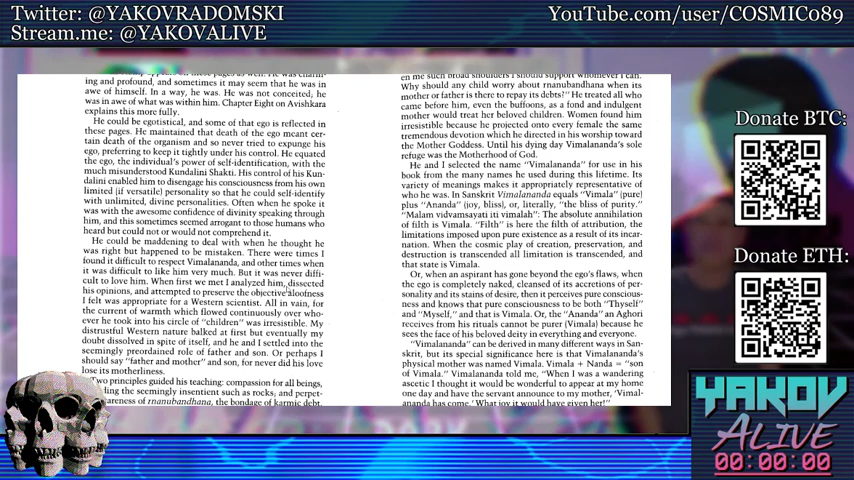 Twitter: @YAKOVRADOMSKI
Stream.me: @YAKOVALIVE
YouTube.com/user/COSMIC089
ing and profound, and sometimes it may seem that he was in
awe of himself. In a way, he was. He was not conceited; he
was in awe of what was within him. Chapter Eight on Avishkara
explains this more fully.
He could be egotistical, and some of that ego is reflected in
these pages. He maintained that death of the ego meant cer-
tain death of the organism and so never tried to expunge his
ego, preferring to keep it tightly under his control. He equated
the ego, the individual's power of self-identification, with the
much misunderstood Kundalini Shakti. His control of his Kun-
dalini enabled him to disengage his consciousness from his own
limited (if versatile) personality so that he could self-identify
with unlimited, divine personalities. Often when he spoke it
was with the awesome confidence of divinity speaking through
him, and this sometimes seemed arrogant to those humans who
heard but could not or would not comprehend it.
He could be maddening to deal with when he thought he
was right but happened to be mistaken. There were times I
found it difficult to respect Vimalananda, and other times when
it was difficult to like him very much. But it was never diffi-
cult to love him. When first we met I analyzed him, dissected
his opinions, and attempted to preserve the objective aloofness
I felt was appropriate for a Western scientist. All in vain, for
the current of warmth which flowed continuously over who-
ever he took into his circle of "children" was irresistible. My
distrustful Western nature balked at first but eventually my
doubt dissolved in spite of itself, and he and I settled into the
seemingly preordained role of father and son. Or perhaps I
should say "father and mother" and son, for never did his love
lose its motherliness.
Two principles guided his teaching: compassion for all beings,
ding the seemingly insentient such as rocks; and perpet-
areness of rnanubandhana, the bondage of karmic debt.
en me such broad shoulders I should support whomever I can.
Why should any child worry about rnanubandhana when its
mother or father is there to repay its debts?" He treated all who
came before him, even the buffoons, as a fond and indulgent
mother would treat her beloved children. Women found him
irresistible because he projected onto every female the same
tremendous devotion which he directed in his worship toward
the Mother Goddess. Until his dying day Vimalananda's sole
refuge was the Motherhood of God.
He and I selected the name "Vimalananda" for use in his
book from the many names he used during this lifetime. Its
variety of meanings makes it appropriately representative of
who he was. In Sanskrit Vimalananda equals "Vimala" (pure)
plus "Ananda" (joy, bliss), or, literally, "the bliss of purity."
"Malam vidvamsayati iti vimalah": The absolute annihilation
of filth is Vimala. "Filth" is here the filth of attribution, the
limitations imposed upon pure existence as a result of its incar-
nation. When the cosmic play of creation, preservation, and
destruction is transcended all limitation is transcended, and
that state is Vimala.
Or, when an aspirant has gone beyond the ego's flaws, when
the ego is completely naked, cleansed of its accretions of per-
sonality and its stains of desire, then it perceives pure conscious-
ness and knows that pure consciousness to be both "Thyself"
and "Myself," and that is Vimala. Or, the "Ananda" an Aghori
receives from his rituals cannot be purer (Vimala) because he
sees the face of his beloved deity in everything and everyone.
"Vimalananda" can be derived in many different ways in San-
skrit, but its special significance here is that Vimalananda's
physical mother was named Vimala. Vimala + Nanda = "son
of Vimala." Vimalananda told me, "When I was a wandering
ascetic I thought it would be wonderful to appear at my home
one day and have the servant announce to my mother, 'Vimal-
ananda has come.' What joy it would have given her!"
Donate BTC:
Donate ETH:
YAKOV
ALIVE
00:00:00